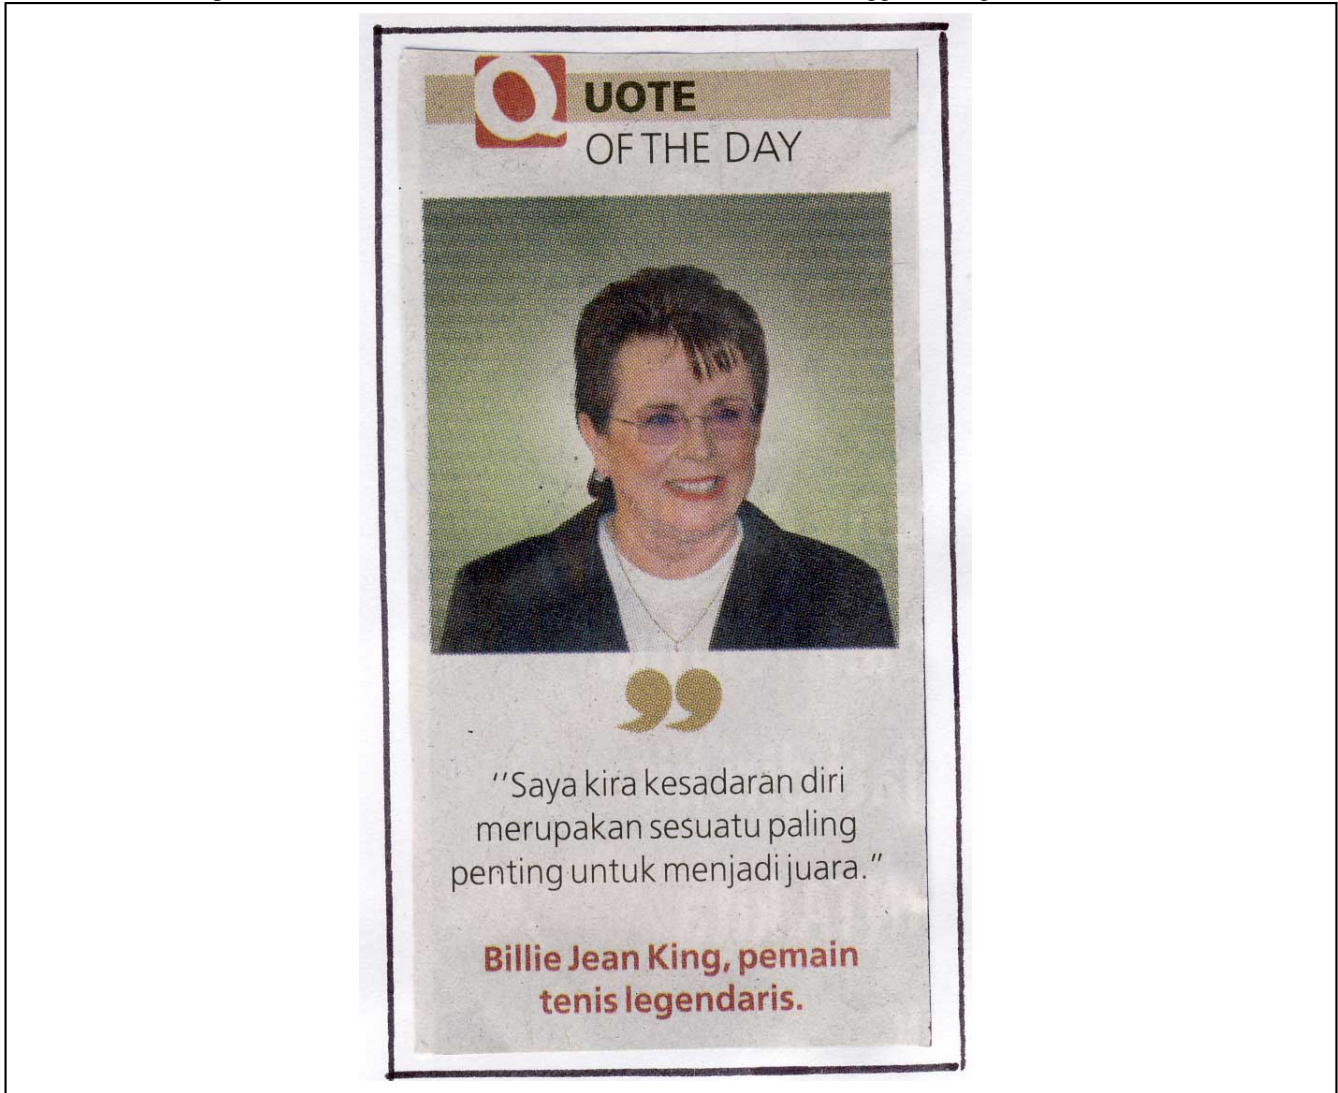 QUOTE
OF THE DAY
”
‘‘Saya kira kesadaran diri
merupakan sesuatu paling
penting untuk menjadi juara.”
Billie Jean King, pemain
tenis legendaris.